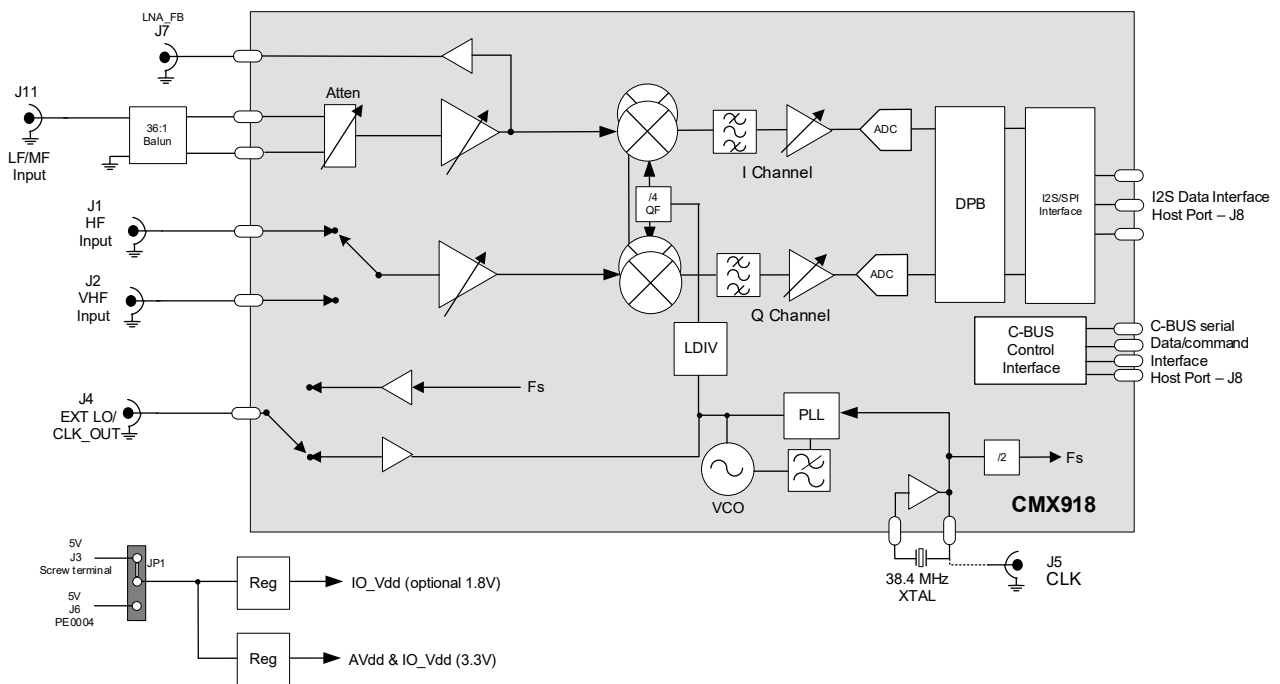 LNA_FB
J7
J11
LF/MF
Input
36:1
Balun
Atten
J1
HF
Input
J2
VHF
Input
J4
EXT LO/
CLK_OUT
/4
QF
I Channel
Q Channel
ADC
ADC
DPB
I2S/SPI
Interface
I2S Data Interface
Host Port – J8
C-BUS
Control
Interface
C-BUS serial
Data/command
Interface
Host Port – J8
LDIV
Fs
PLL
VCO
/2
Fs
CMX918
38.4 MHz
XTAL
J5
CLK
5V
J3
Screw terminal
JP1
5V
J6
PE0004
Reg
IO_Vdd (optional 1.8V)
Reg
AVdd & IO_Vdd (3.3V)